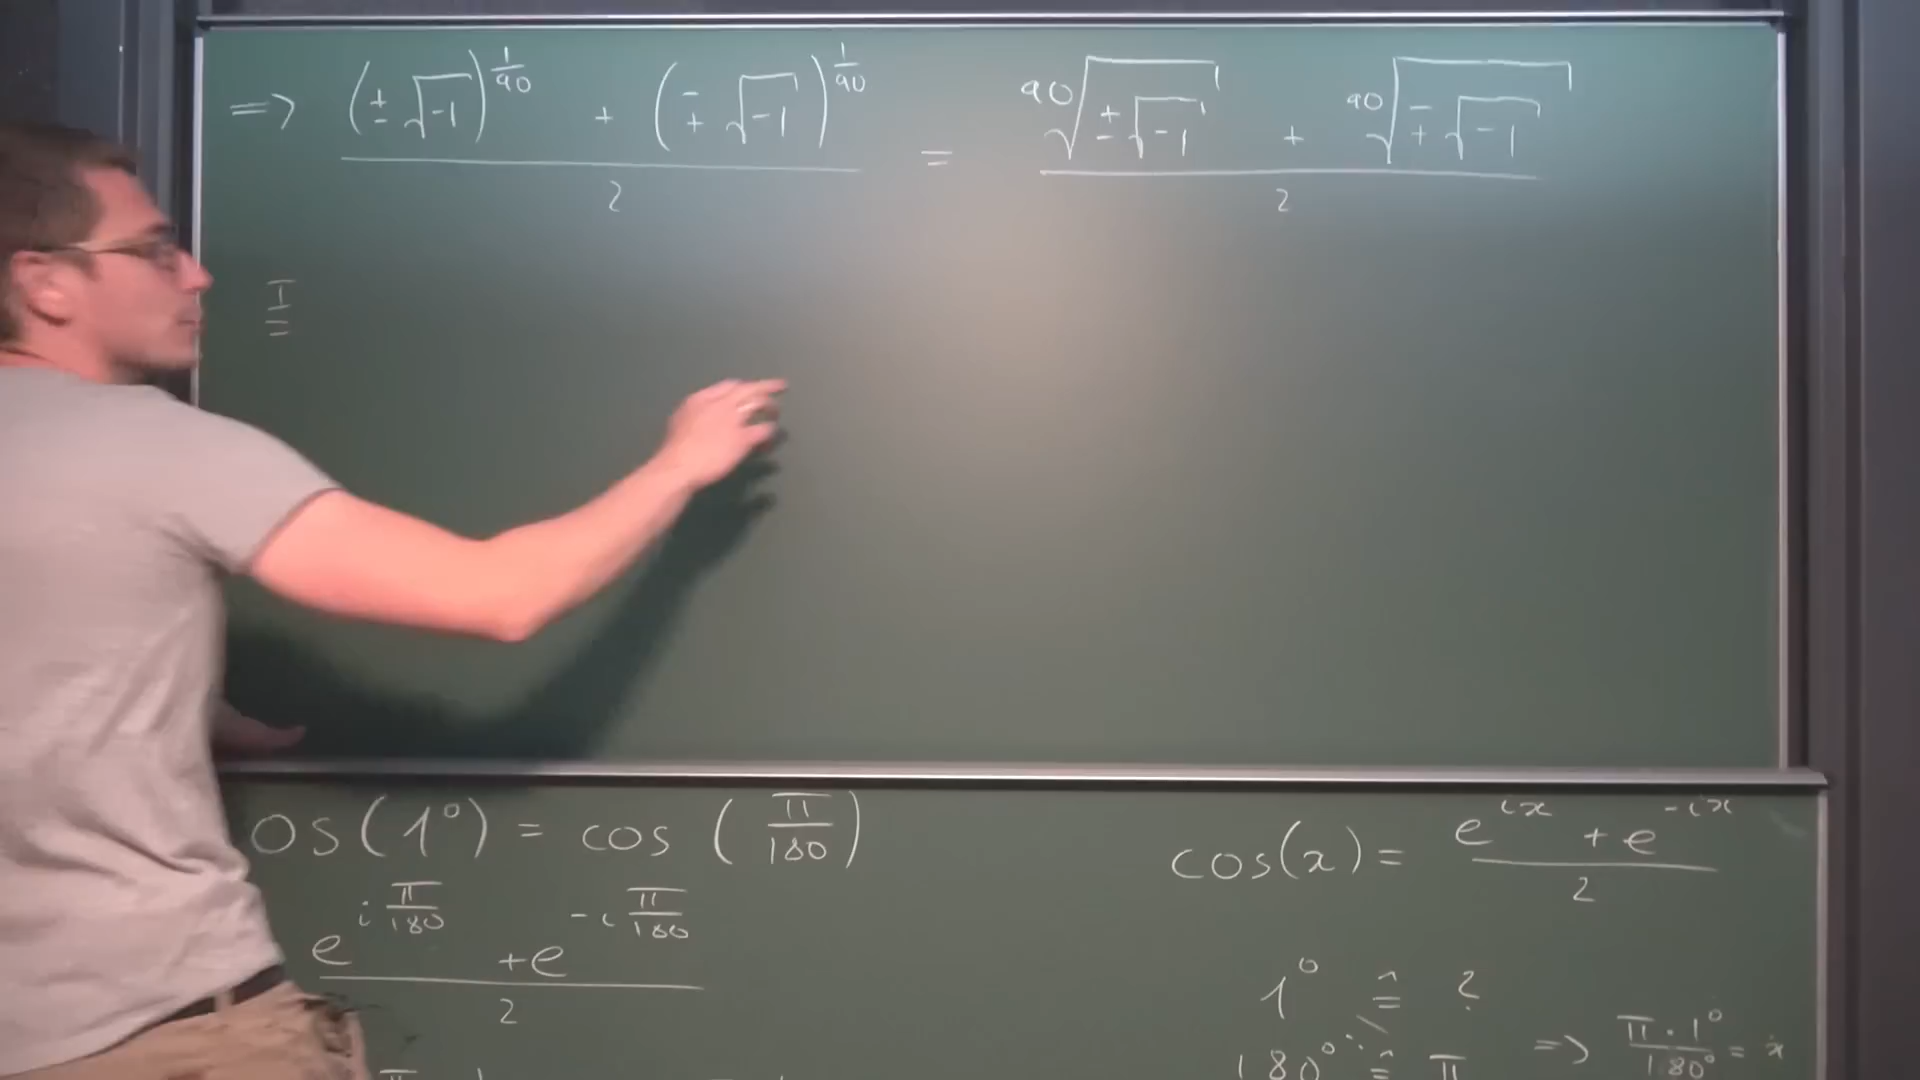 => ((±√-1)^(1/90) + (∓√-1)^(1/90))/2 = (⁹⁰√(±√-1) + ⁹⁰√(∓√-1))/2
I
os(1°) = cos(π/180)
cos(x) = (e^(ix) + e^(-ix))/2
(e^(i π/180) + e^(-i π/180))/2
1° ≙ ?
180° ≙ π => π·1°/180° = x